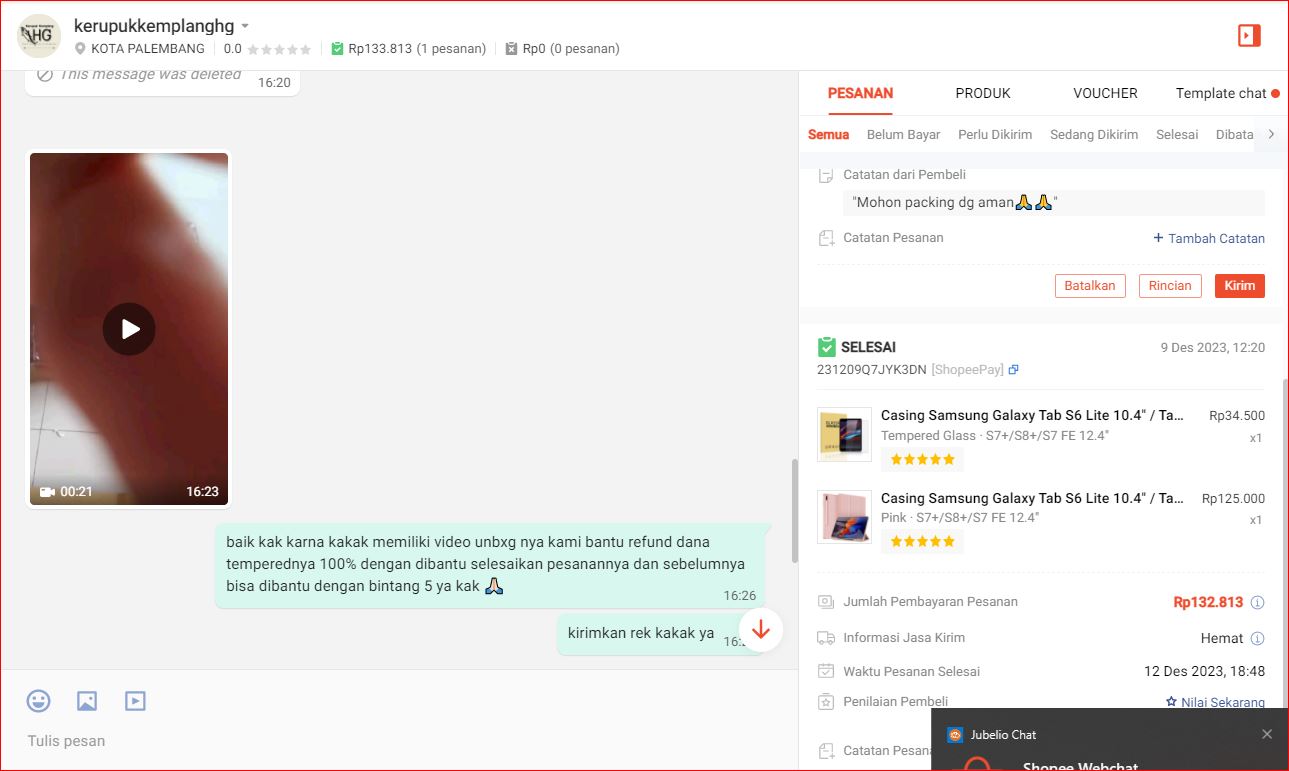 kerupukkemplanghg
KOTA PALEMBANG 0.0 Rp133.813 (1 pesanan) Rp0 (0 pesanan)
This message was deleted
16:20
00:21 16:23
baik kak karna kakak memiliki video unbxg nya kami bantu refund dana
temperednya 100% dengan dibantu selesaikan pesanannya dan sebelumnya
bisa dibantu dengan bintang 5 ya kak 🙏🏻
16:26
kirimkan rek kakak ya
Tulis pesan
PESANAN PRODUK VOUCHER Template chat
Semua Belum Bayar Perlu Dikirim Sedang Dikirim Selesai Dibata
Catatan dari Pembeli
"Mohon packing dg aman🙏🙏"
Catatan Pesanan + Tambah Catatan
Batalkan Rincian Kirim
SELESAI 9 Des 2023, 12:20
231209Q7JYK3DN [ShopeePay]
Casing Samsung Galaxy Tab S6 Lite 10.4" / Ta... Rp34.500
Tempered Glass · S7+/S8+/S7 FE 12.4" x1
Casing Samsung Galaxy Tab S6 Lite 10.4" / Ta... Rp125.000
Pink · S7+/S8+/S7 FE 12.4" x1
Jumlah Pembayaran Pesanan Rp132.813
Informasi Jasa Kirim Hemat
Waktu Pesanan Selesai 12 Des 2023, 18:48
Penilaian Pembeli Nilai Sekarang
Catatan Pesana
Jubelio Chat
Shopee Webchat